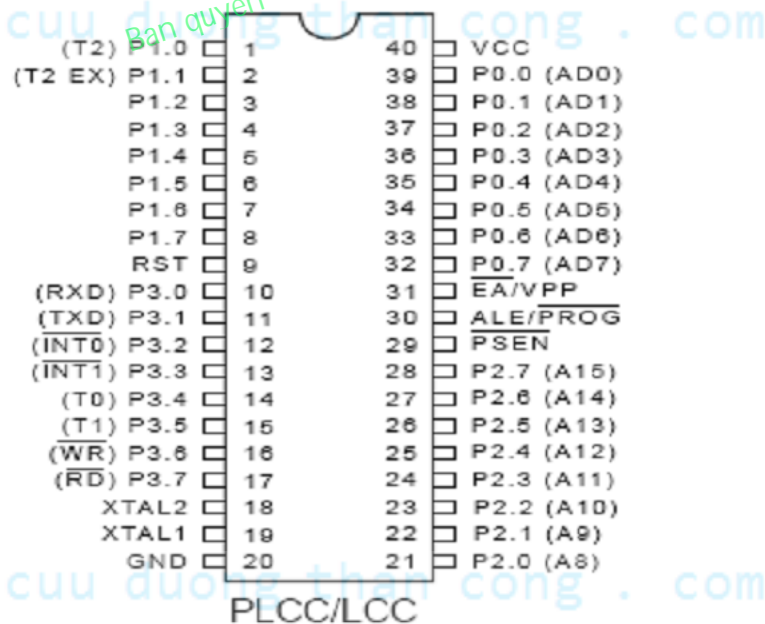 cuu duong than cong . com
Ban quyen
(T2) P1.0 1 40 VCC
(T2 EX) P1.1 2 39 P0.0 (AD0)
P1.2 3 38 P0.1 (AD1)
P1.3 4 37 P0.2 (AD2)
P1.4 5 36 P0.3 (AD3)
P1.5 6 35 P0.4 (AD4)
P1.6 7 34 P0.5 (AD5)
P1.7 8 33 P0.6 (AD6)
RST 9 32 P0.7 (AD7)
(RXD) P3.0 10 31 EA/VPP
(TXD) P3.1 11 30 ALE/PROG
(INT0) P3.2 12 29 PSEN
(INT1) P3.3 13 28 P2.7 (A15)
(T0) P3.4 14 27 P2.6 (A14)
(T1) P3.5 15 26 P2.5 (A13)
(WR) P3.6 16 25 P2.4 (A12)
(RD) P3.7 17 24 P2.3 (A11)
XTAL2 18 23 P2.2 (A10)
XTAL1 19 22 P2.1 (A9)
GND 20 21 P2.0 (A8)
cuu duong than cong . com
PLCC/LCC